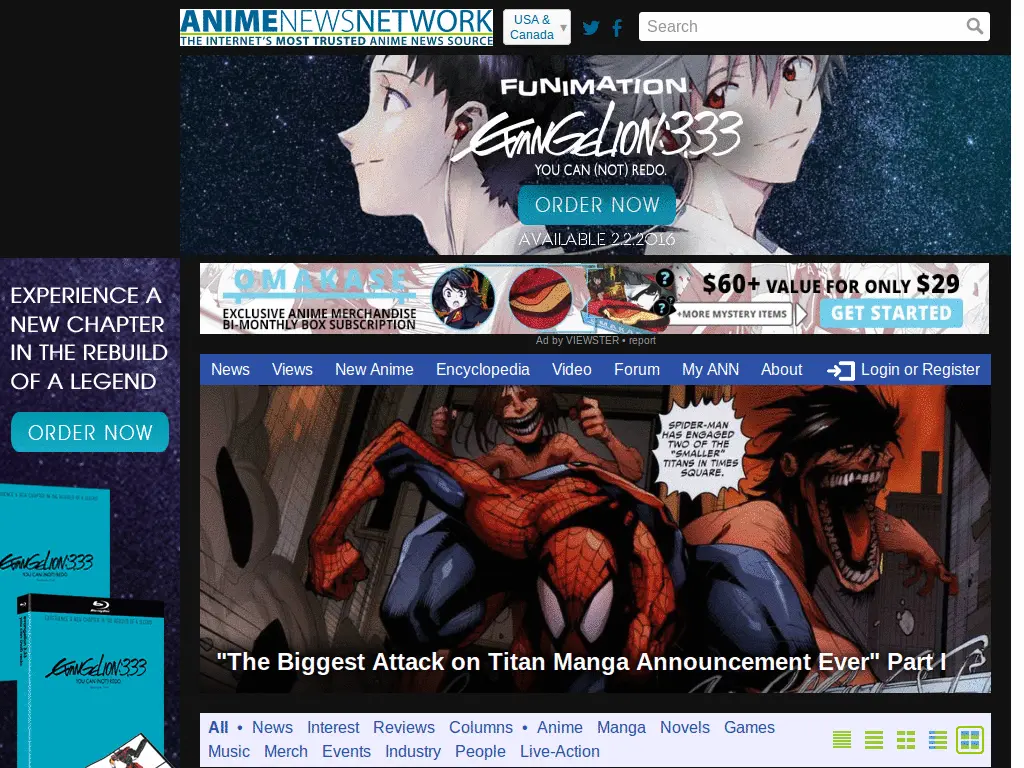 ANIMENEWSNETWORK
THE INTERNET'S MOST TRUSTED ANIME NEWS SOURCE
USA &
Canada
Search
FUNIMATION
EVANGELION:3.33
YOU CAN (NOT) REDO.
ORDER NOW
AVAILABLE 2.2.2016
EXPERIENCE A
NEW CHAPTER
IN THE REBUILD
OF A LEGEND
ORDER NOW
EVANGELION:3.33
YOU CAN (NOT) REDO.
Blu-ray
EVANGELION:3.33
YOU CAN (NOT) REDO.
OMAKASE
EXCLUSIVE ANIME MERCHANDISE
BI-MONTHLY BOX SUBSCRIPTION
? ?
+MORE MYSTERY ITEMS
$60+ VALUE FOR ONLY $29
GET STARTED
Ad by VIEWSTER • report
News Views New Anime Encyclopedia Video Forum My ANN About Login or Register
SPIDER-MAN
HAS ENGAGED
TWO OF THE
"SMALLER"
TITANS IN TIMES
SQUARE.
"The Biggest Attack on Titan Manga Announcement Ever" Part I
All • News Interest Reviews Columns • Anime Manga Novels Games
Music Merch Events Industry People Live-Action